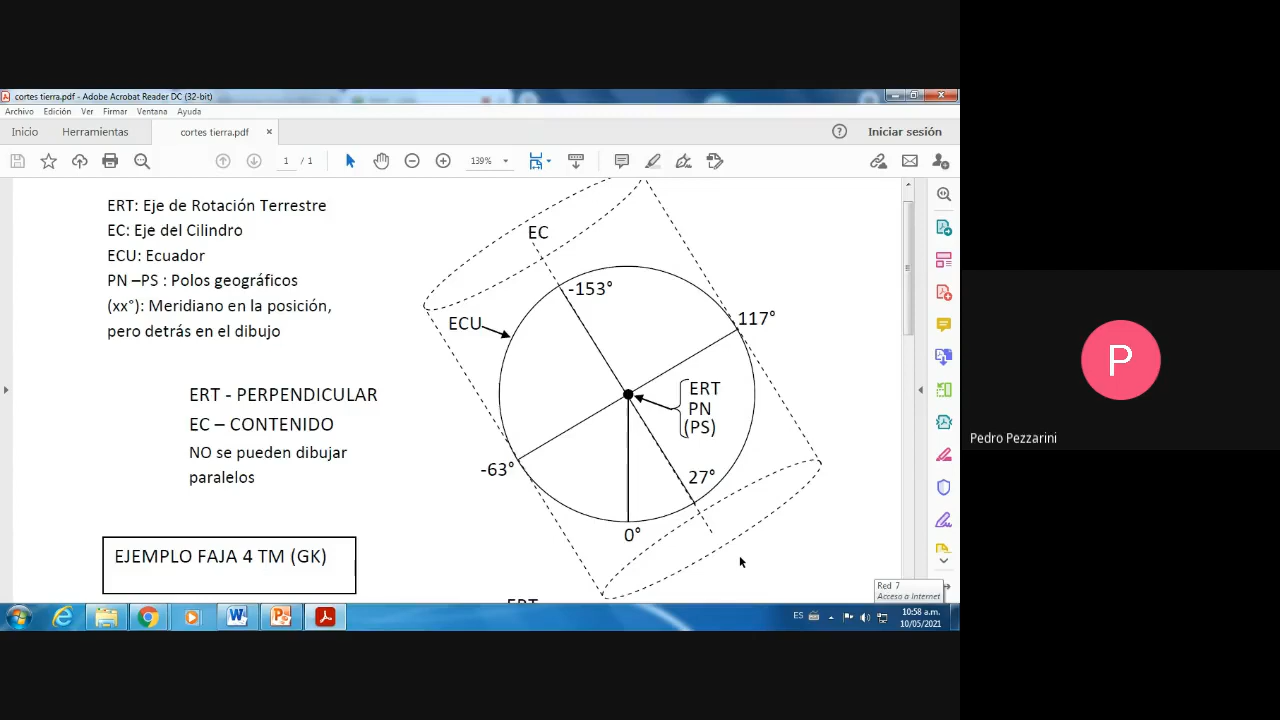 cortes tierra.pdf - Adobe Acrobat Reader DC (32-bit)
Archivo Edición Ver Firmar Ventana Ayuda
Inicio Herramientas cortes tierra.pdf × Iniciar sesión
1 / 1 139%
ERT: Eje de Rotación Terrestre
EC: Eje del Cilindro
ECU: Ecuador
PN –PS : Polos geográficos
(xx°): Meridiano en la posición,
pero detrás en el dibujo
ERT - PERPENDICULAR
EC – CONTENIDO
NO se pueden dibujar
paralelos
EJEMPLO FAJA 4 TM (GK)
EC
-153°
117°
ECU
ERT
PN
(PS)
-63°
27°
0°
ERT
P
Pedro Pezzarini
Red 7
Acceso a Internet
ES
10:58 a.m.
10/05/2021